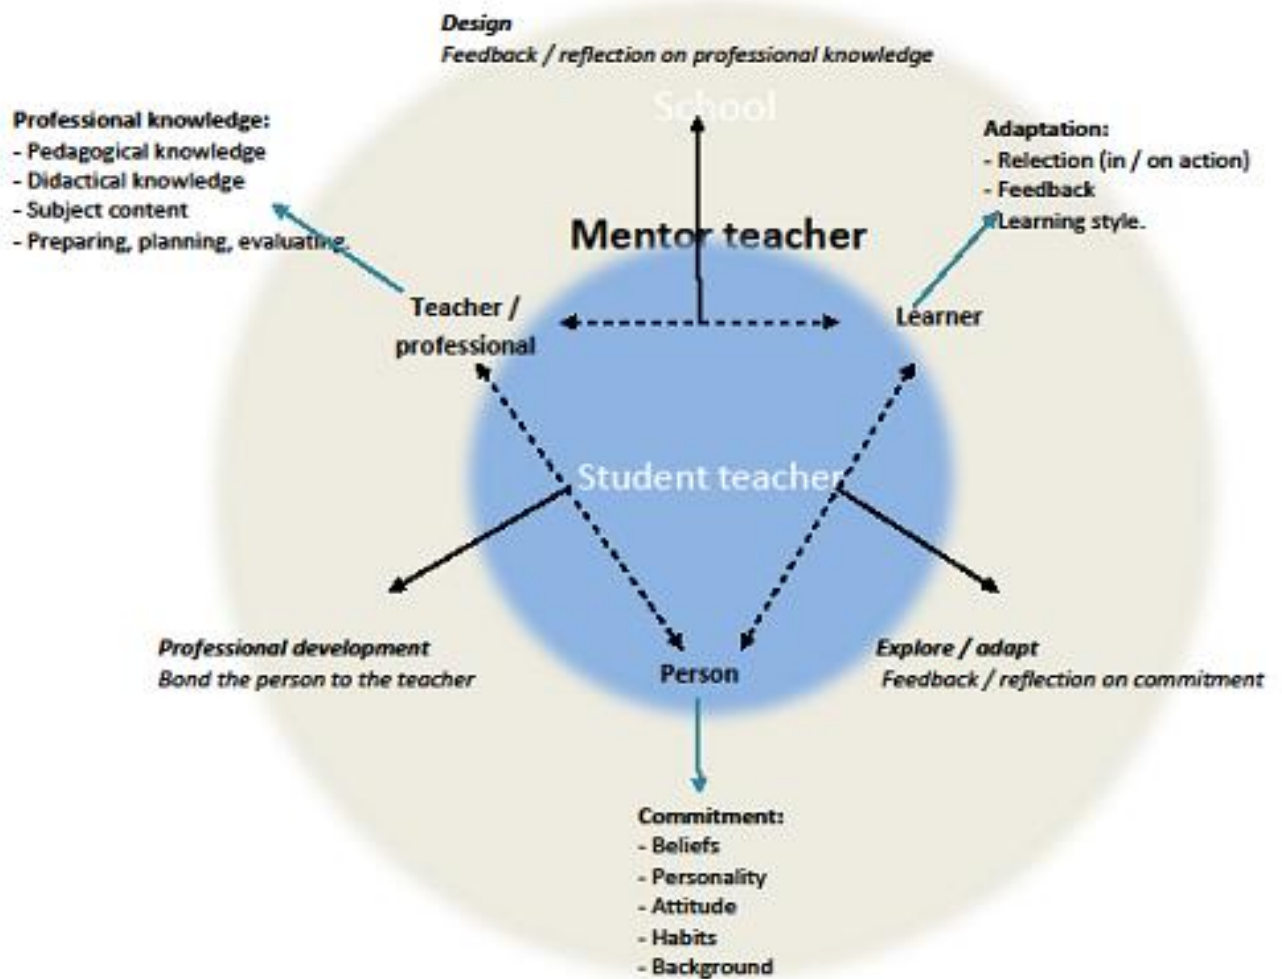 Design
Feedback / reflection on professional knowledge
School
Professional knowledge:
- Pedagogical knowledge
- Didactical knowledge
- Subject content
- Preparing, planning, evaluating.
Adaptation:
- Relection (in / on action)
- Feedback
Learning style.
Mentor teacher
Teacher /
professional
Learner
Student teacher
Professional development
Bond the person to the teacher
Person
Explore / adapt
Feedback / reflection on commitment
Commitment:
- Beliefs
- Personality
- Attitude
- Habits
- Background